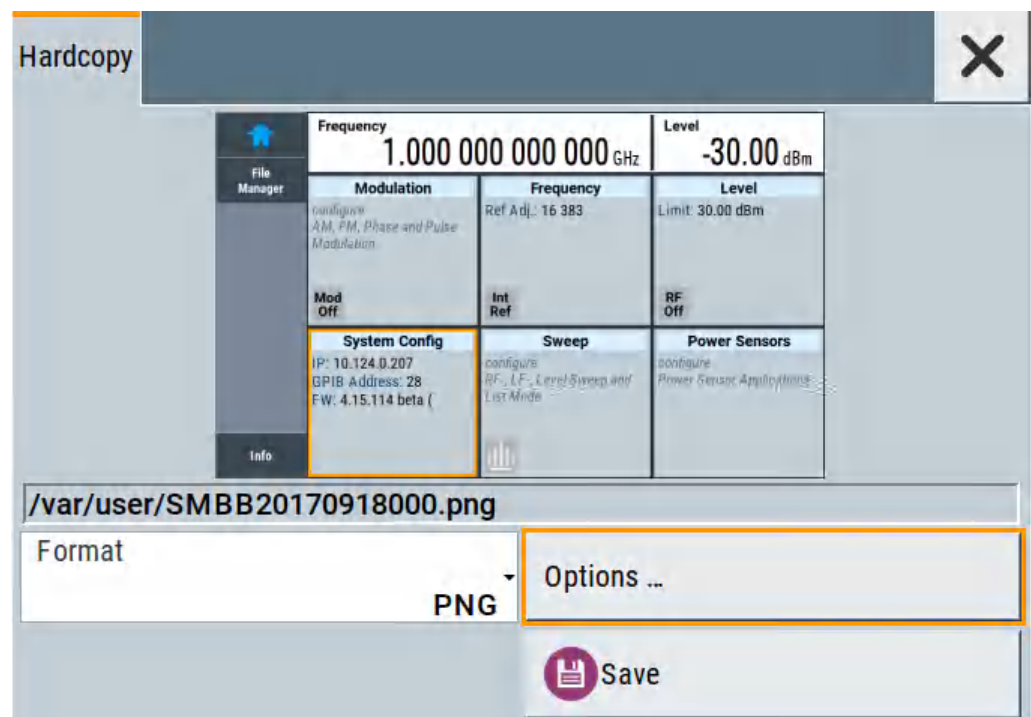 Hardcopy
Frequency
1.000 000 000 000 GHz
Level
-30.00 dBm
File
Manager
Modulation
configure
AM, FM, Phase and Pulse
Modulation
Mod
Off
Frequency
Ref Adj.: 16 383
Int
Ref
Level
Limit: 30.00 dBm
RF
Off
System Config
IP: 10.124.0.207
GPIB Address: 28
FW: 4.15.114 beta (
Sweep
configure
RF-, LF-, Level Sweep and
List Mode
Power Sensors
configure
Power Sensor Applications
Info
/var/user/SMBB20170918000.png
Format
PNG
Options ...
Save